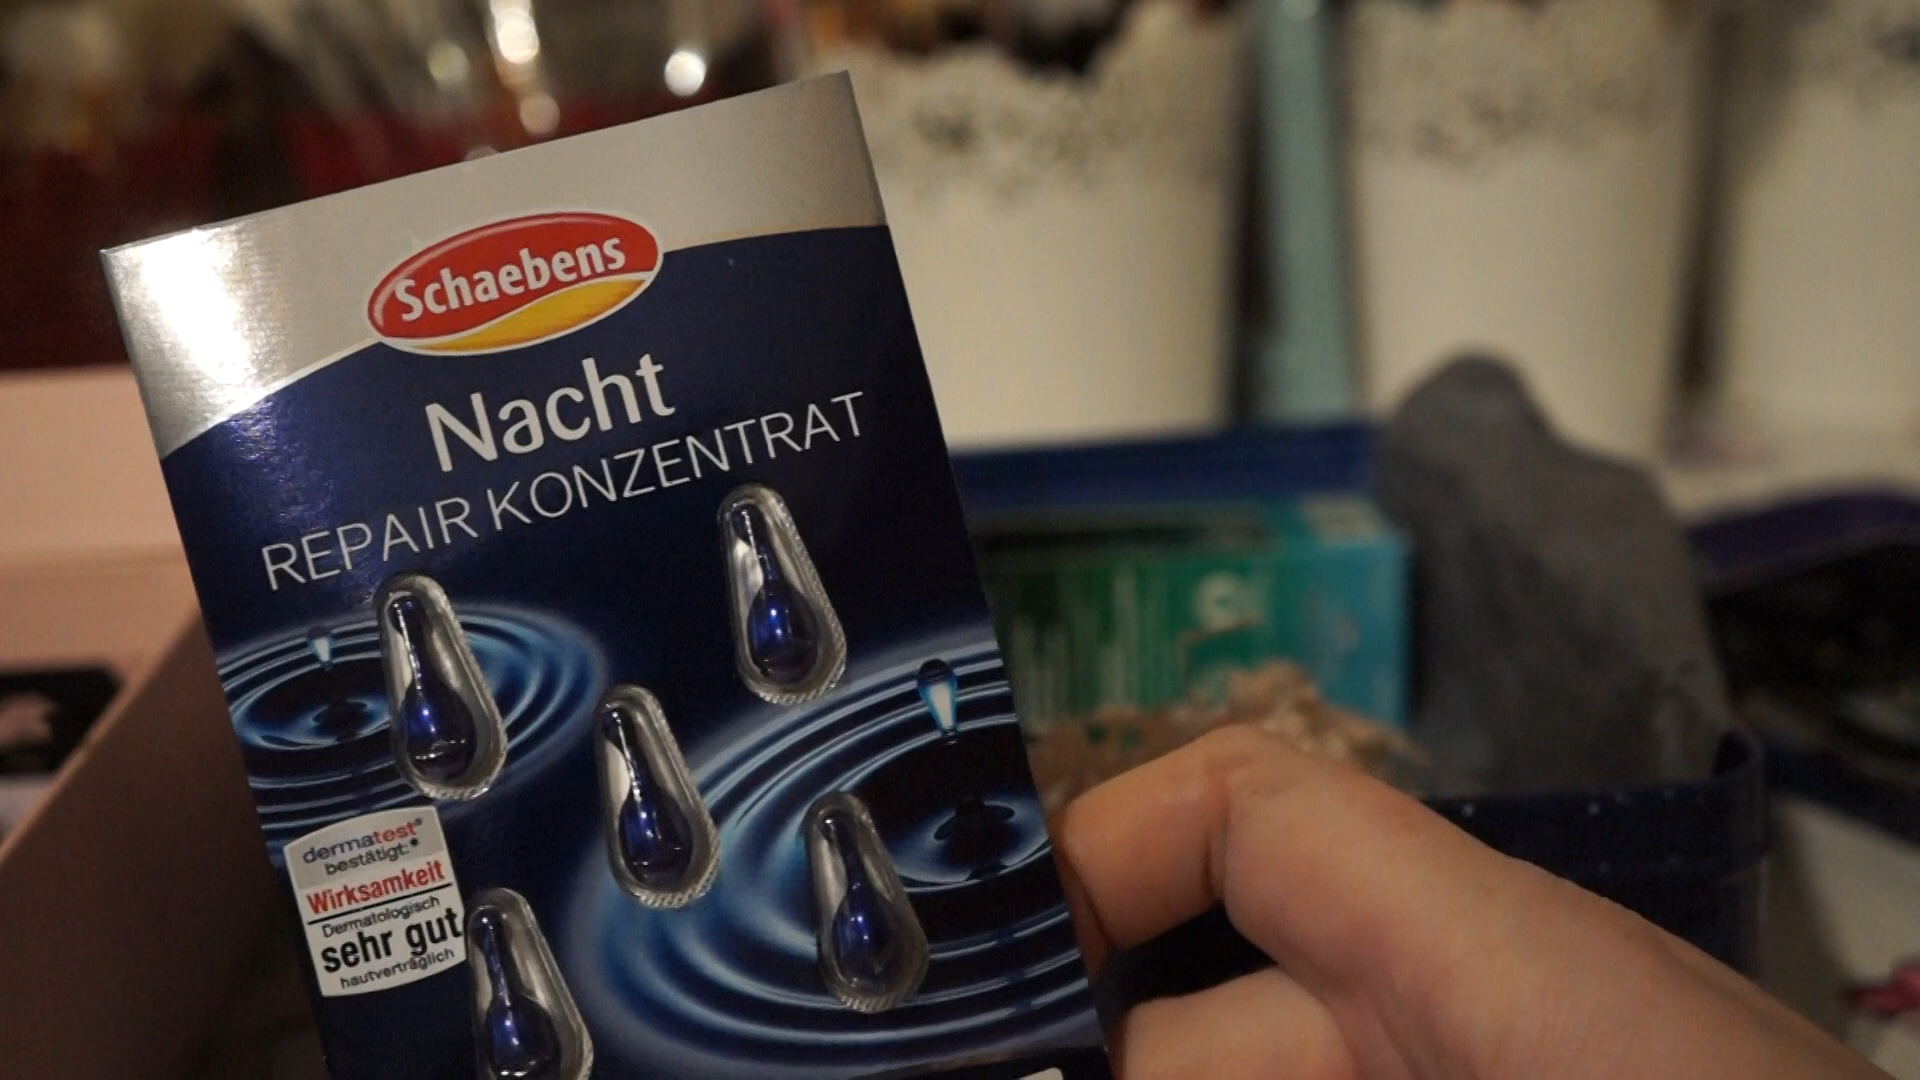 Schaebens
Nacht
REPAIR KONZENTRAT
dermatest®
bestätigt:*
Wirksamkeit
Dermatologisch
sehr gut
hautverträglich